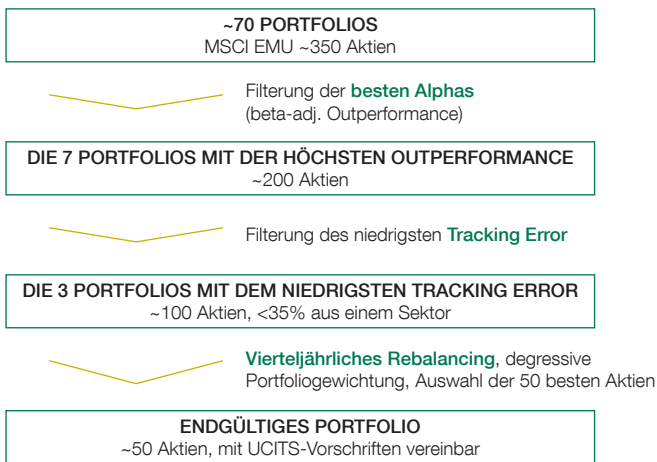 ~70 PORTFOLIOS
MSCI EMU ~350 Aktien
Filterung der besten Alphas
(beta-adj. Outperformance)
DIE 7 PORTFOLIOS MIT DER HÖCHSTEN OUTPERFORMANCE
~200 Aktien
Filterung des niedrigsten Tracking Error
DIE 3 PORTFOLIOS MIT DEM NIEDRIGSTEN TRACKING ERROR
~100 Aktien, <35% aus einem Sektor
Vierteljährliches Rebalancing, degressive
Portfoliogewichtung, Auswahl der 50 besten Aktien
ENDGÜLTIGES PORTFOLIO
~50 Aktien, mit UCITS-Vorschriften vereinbar